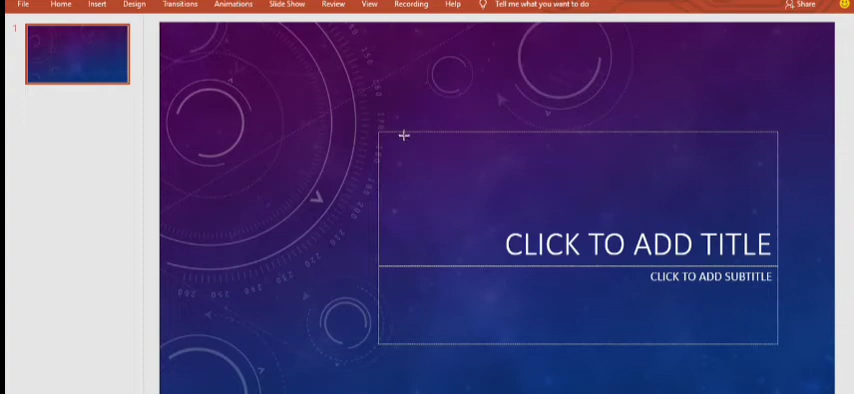 File Home Insert Design Transitions Animations Slide Show Review View Recording Help Tell me what you want to do Share
1
CLICK TO ADD TITLE
CLICK TO ADD SUBTITLE